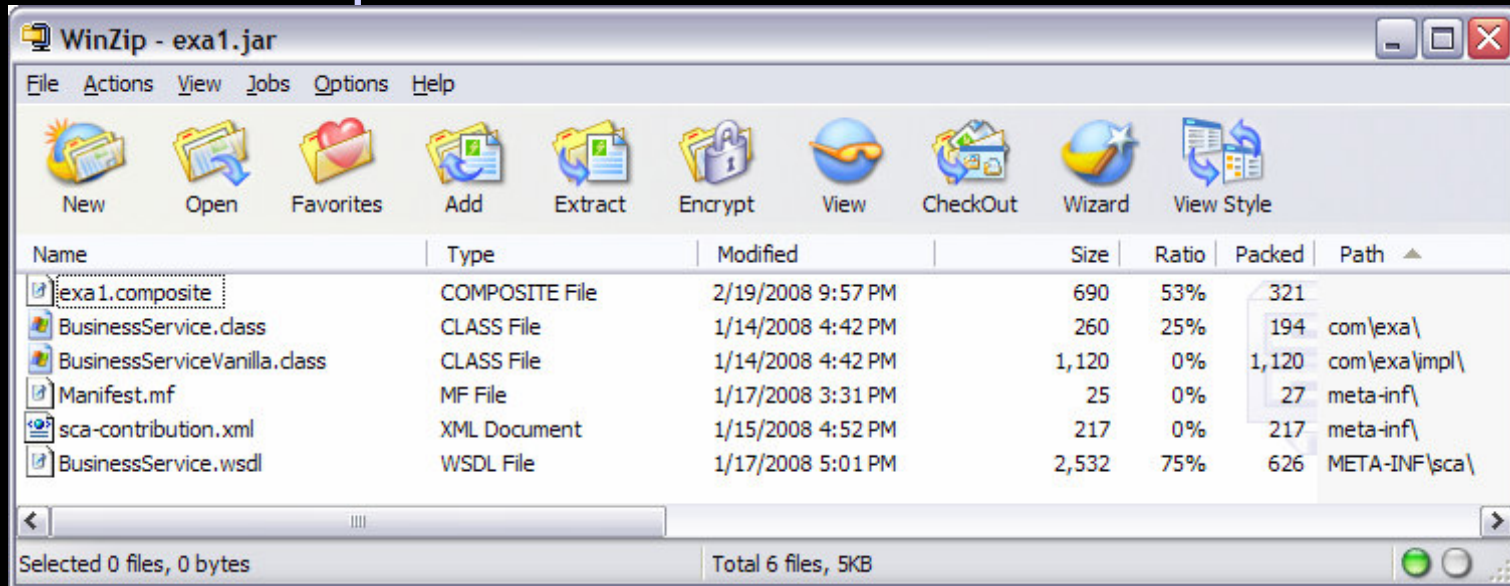 WinZip - exa1.jar
File Actions View Jobs Options Help
New Open Favorites Add Extract Encrypt View CheckOut Wizard View Style
Name Type Modified Size Ratio Packed Path
exa1.composite COMPOSITE File 2/19/2008 9:57 PM 690 53% 321
BusinessService.class CLASS File 1/14/2008 4:42 PM 260 25% 194 com\exa\
BusinessServiceVanilla.class CLASS File 1/14/2008 4:42 PM 1,120 0% 1,120 com\exa\impl\
Manifest.mf MF File 1/17/2008 3:31 PM 25 0% 27 meta-inf\
sca-contribution.xml XML Document 1/15/2008 4:52 PM 217 0% 217 meta-inf\
BusinessService.wsdl WSDL File 1/17/2008 5:01 PM 2,532 75% 626 META-INF\sca\
Selected 0 files, 0 bytes Total 6 files, 5KB